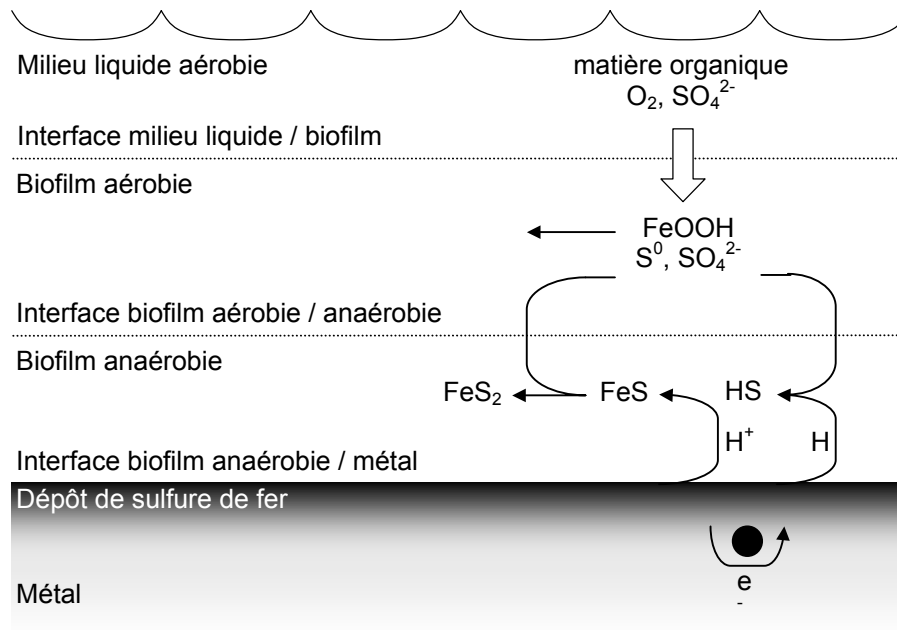 Milieu liquide aérobie
matière organique
O₂, SO₄²⁻
Interface milieu liquide / biofilm
Biofilm aérobie
FeOOH
S⁰, SO₄²⁻
Interface biofilm aérobie / anaérobie
Biofilm anaérobie
FeS₂ FeS HS
H⁺ H
Interface biofilm anaérobie / métal
Dépôt de sulfure de fer
Métal
e
-